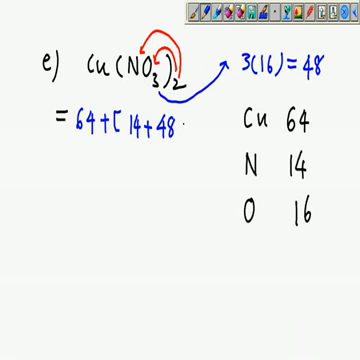 e) Cu(NO₃)₂
3(16) = 48
= 64 + [ 14 + 48
Cu 64
N 14
O 16